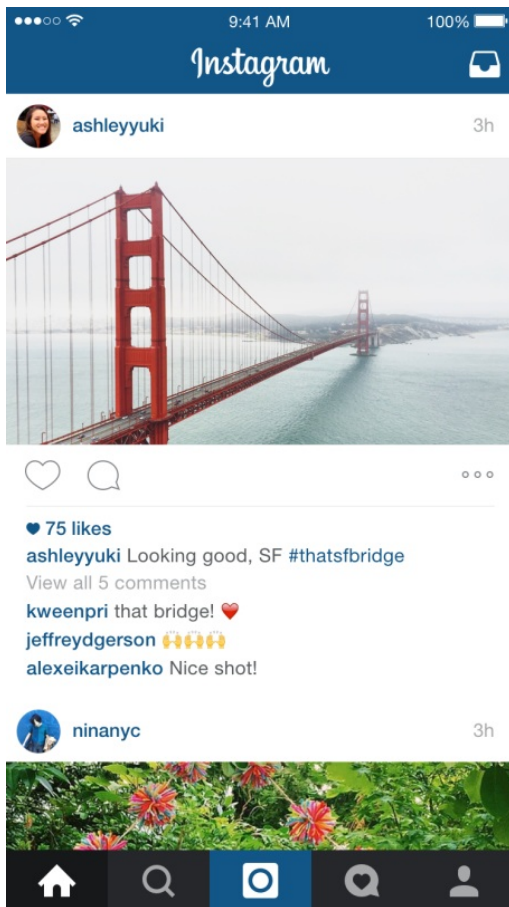 9:41 AM 100%
Instagram
ashleyyuki 3h
75 likes
ashleyyuki Looking good, SF #thatsfbridge
View all 5 comments
kweenpri that bridge! ❤️
jeffreydgerson 🙌🙌🙌
alexeikarpenko Nice shot!
ninanyc 3h